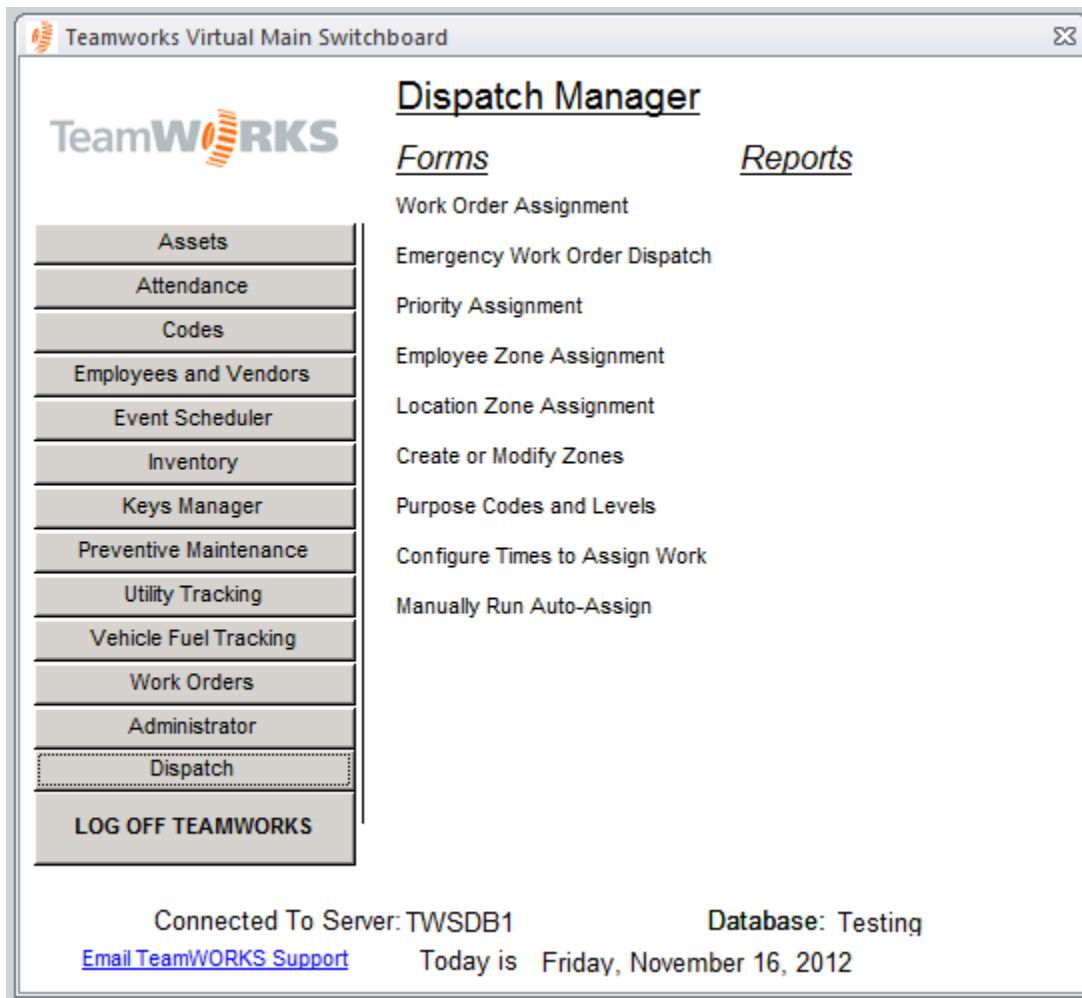 Teamworks Virtual Main Switchboard
TeamWORKS
Dispatch Manager
Forms
Reports
Work Order Assignment
Emergency Work Order Dispatch
Priority Assignment
Employee Zone Assignment
Location Zone Assignment
Create or Modify Zones
Purpose Codes and Levels
Configure Times to Assign Work
Manually Run Auto-Assign
Assets
Attendance
Codes
Employees and Vendors
Event Scheduler
Inventory
Keys Manager
Preventive Maintenance
Utility Tracking
Vehicle Fuel Tracking
Work Orders
Administrator
Dispatch
LOG OFF TEAMWORKS
Connected To Server: TWSDB1 Database: Testing
Email TeamWORKS Support Today is Friday, November 16, 2012